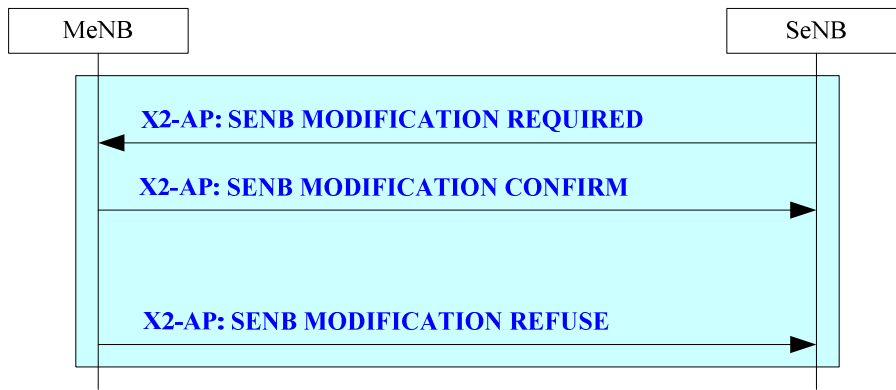 MeNB
SeNB
X2-AP: SENB MODIFICATION REQUIRED
X2-AP: SENB MODIFICATION CONFIRM
X2-AP: SENB MODIFICATION REFUSE